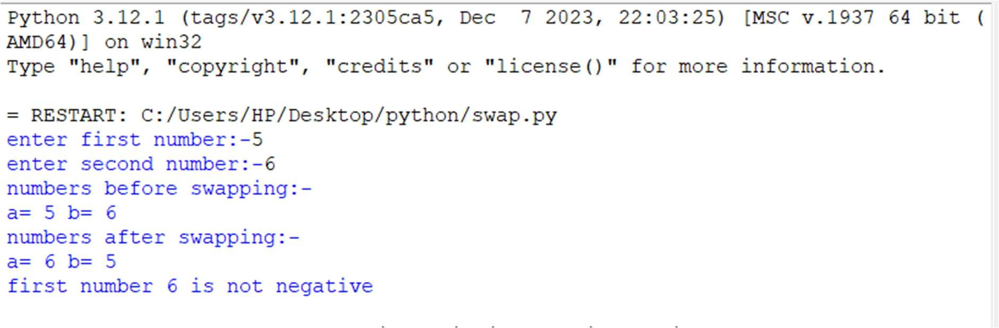 Python 3.12.1 (tags/v3.12.1:2305ca5, Dec  7 2023, 22:03:25) [MSC v.1937 64 bit (
AMD64)] on win32
Type "help", "copyright", "credits" or "license()" for more information.
= RESTART: C:/Users/HP/Desktop/python/swap.py
enter first number:-5
enter second number:-6
numbers before swapping:-
a= 5 b= 6
numbers after swapping:-
a= 6 b= 5
first number 6 is not negative